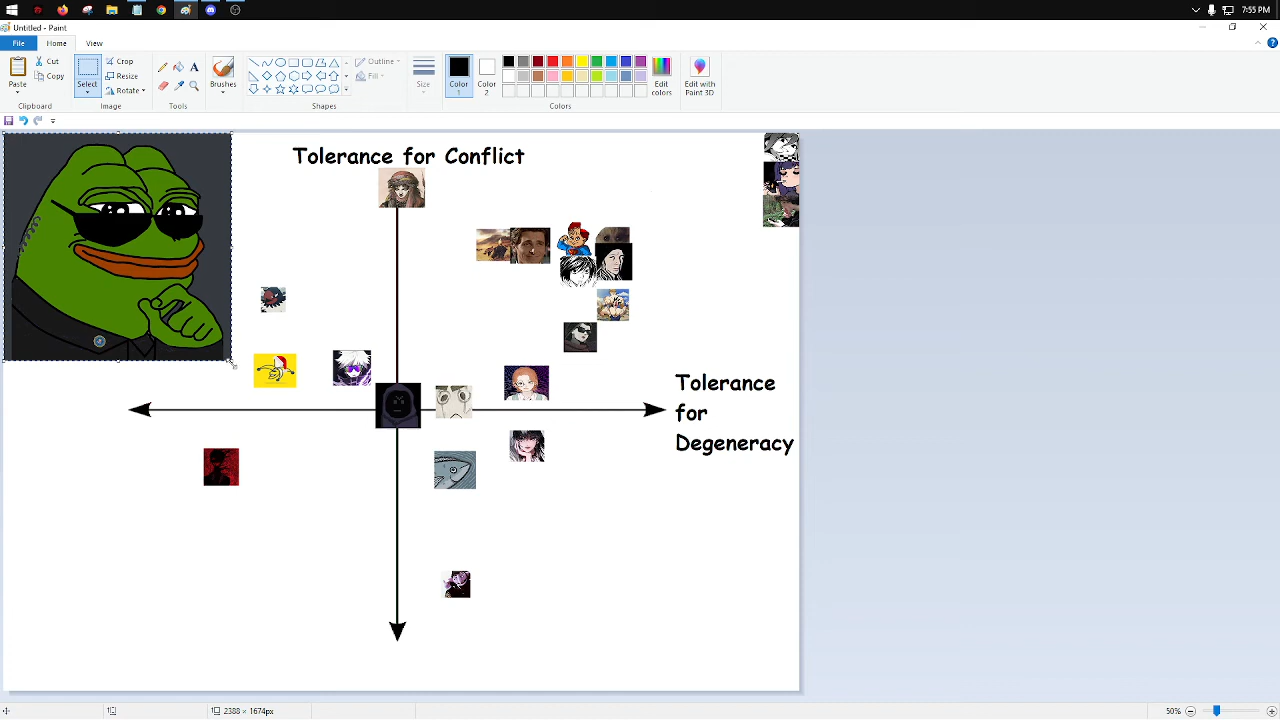 7:55 PM
Untitled - Paint
File Home View
Cut
Copy
Paste
Clipboard
Select
Crop
Resize
Rotate
Image
Tools
Brushes
Shapes
Outline
Fill
Size
Color 1
Color 2
Edit colors
Colors
Edit with Paint 3D
Tolerance for Conflict
Tolerance
for
Degeneracy
2388 × 1674px
50%